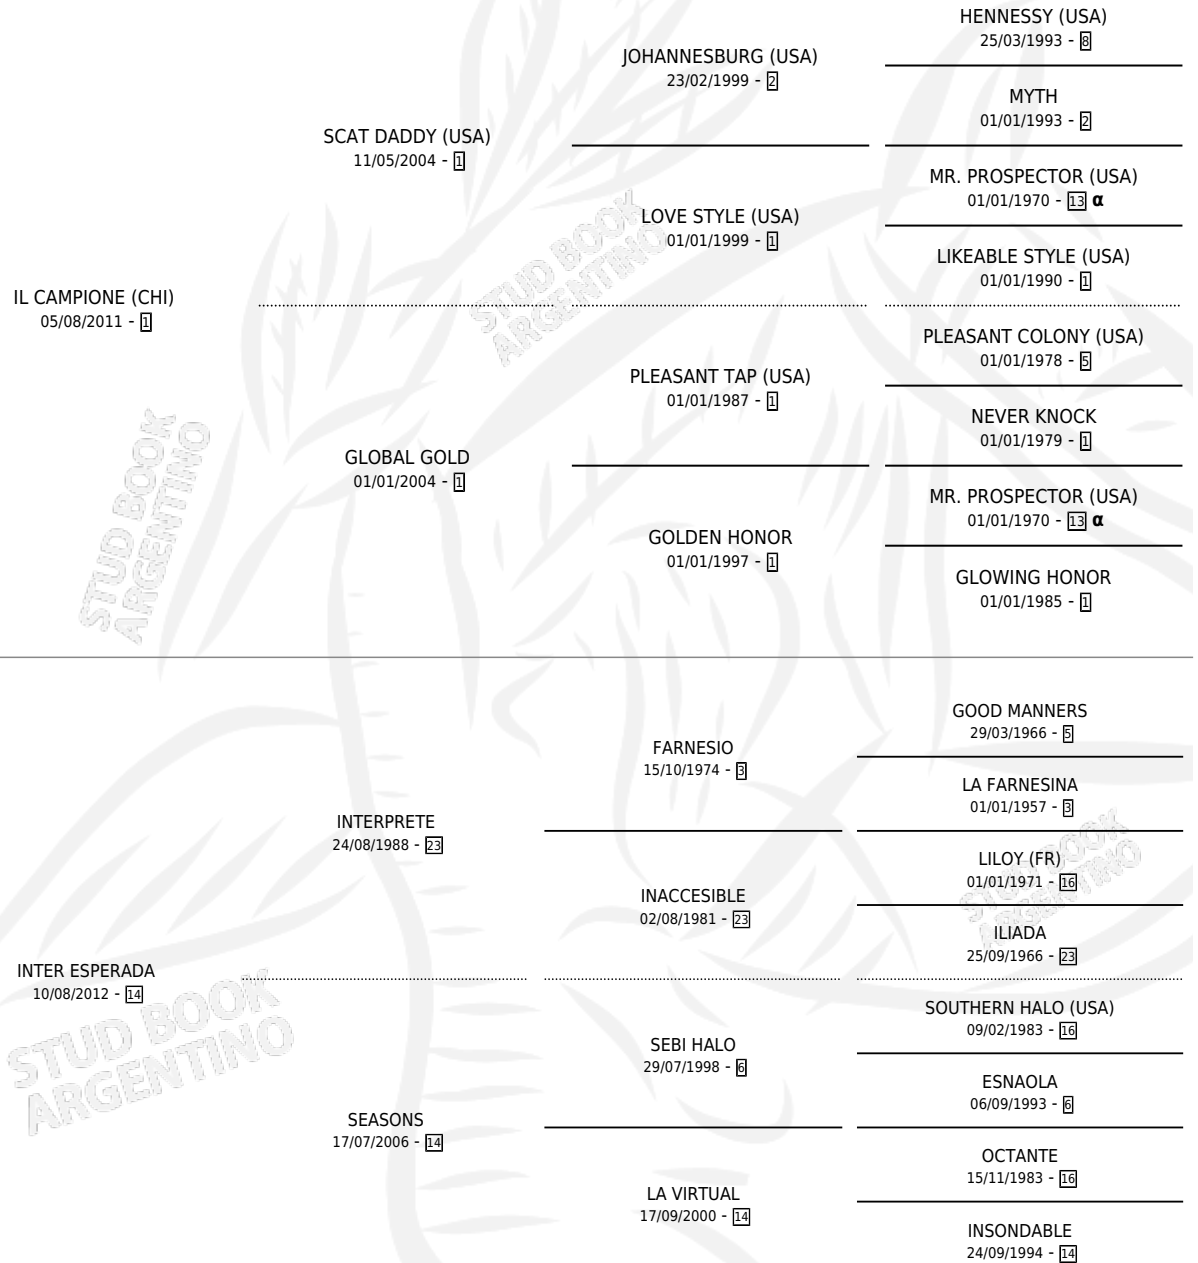 HENNESSY (USA)
25/03/1993 - 8
JOHANNESBURG (USA)
23/02/1999 - 2
MYTH
01/01/1993 - 2
SCAT DADDY (USA)
11/05/2004 - 1
MR. PROSPECTOR (USA)
01/01/1970 - 13 α
LOVE STYLE (USA)
01/01/1999 - 1
LIKEABLE STYLE (USA)
01/01/1990 - 1
IL CAMPIONE (CHI)
05/08/2011 - 1
PLEASANT COLONY (USA)
01/01/1978 - 5
PLEASANT TAP (USA)
01/01/1987 - 1
NEVER KNOCK
01/01/1979 - 1
GLOBAL GOLD
01/01/2004 - 1
MR. PROSPECTOR (USA)
01/01/1970 - 13 α
GOLDEN HONOR
01/01/1997 - 1
GLOWING HONOR
01/01/1985 - 1
GOOD MANNERS
29/03/1966 - 5
FARNESIO
15/10/1974 - 3
LA FARNESINA
01/01/1957 - 3
INTERPRETE
24/08/1988 - 23
LILOY (FR)
01/01/1971 - 16
INACCESIBLE
02/08/1981 - 23
ILIADA
25/09/1966 - 23
INTER ESPERADA
10/08/2012 - 14
SOUTHERN HALO (USA)
09/02/1983 - 16
SEBI HALO
29/07/1998 - 6
ESNAOLA
06/09/1993 - 6
SEASONS
17/07/2006 - 14
OCTANTE
15/11/1983 - 16
LA VIRTUAL
17/09/2000 - 14
INSONDABLE
24/09/1994 - 14
STUD BOOK
ARGENTINO
STUD BOOK
ARGENTINO
STUD BOOK
ARGENTINO
STUD BOOK
ARGENTINO